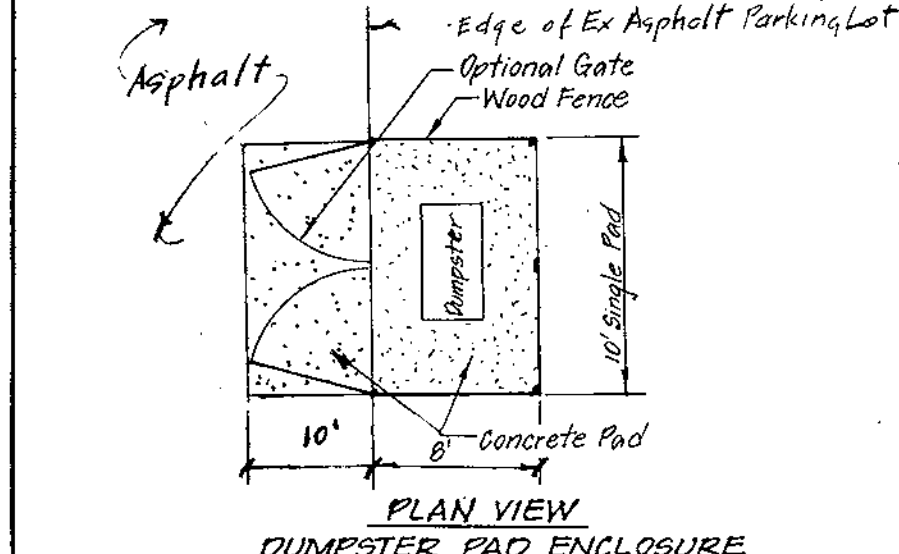 Edge of Ex Asphalt Parking Lot
Asphalt
Optional Gate
Wood Fence
Dumpster
10' Single Pad
10'
8'
Concrete Pad
PLAN VIEW
DUMPSTER PAD ENCLOSURE